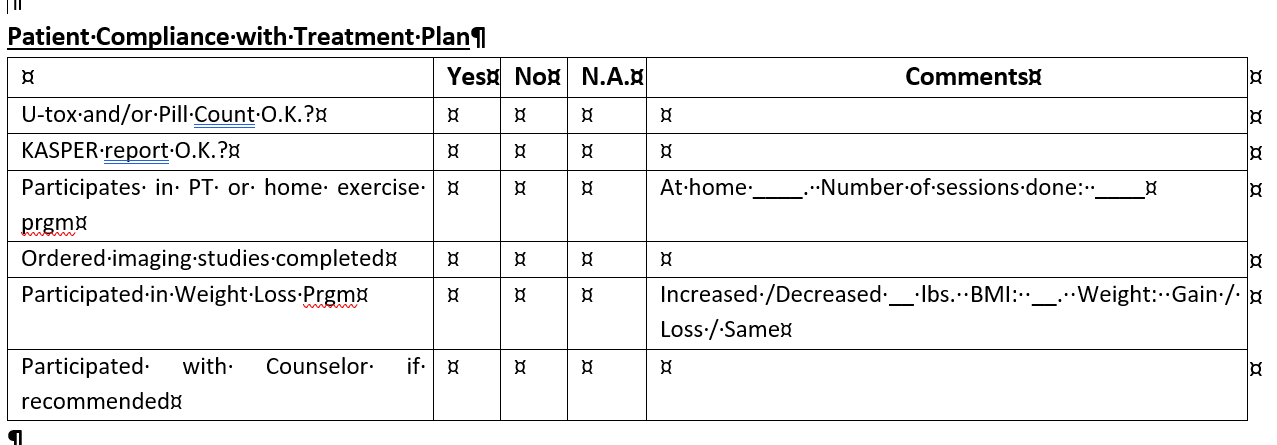 Patient Compliance with Treatment Plan¶
¤ Yes¤ No¤ N.A.¤ Comments¤ ¤
U-tox and/or Pill Count O.K.?¤ ¤ ¤ ¤ ¤ ¤
KASPER report O.K.?¤ ¤ ¤ ¤ ¤ ¤
Participates in PT or home exercise ¤ ¤ ¤ At home ____. Number of sessions done: ____¤ ¤
prgm¤
Ordered imaging studies completed¤ ¤ ¤ ¤ ¤ ¤
Participated in Weight Loss Prgm¤ ¤ ¤ ¤ Increased /Decreased __ lbs. BMI: __. Weight: Gain / ¤
Loss / Same¤
Participated with Counselor if ¤ ¤ ¤ ¤ ¤
recommended¤
¶